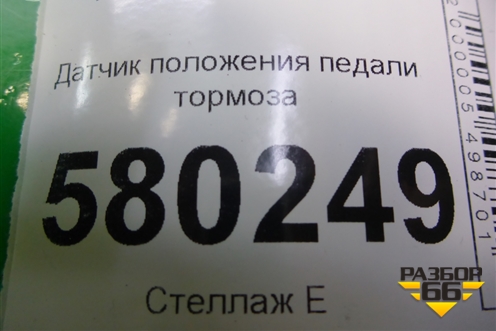 Датчик положения педали
тормоза
580249
Стеллаж Е
РАЗБОР
66